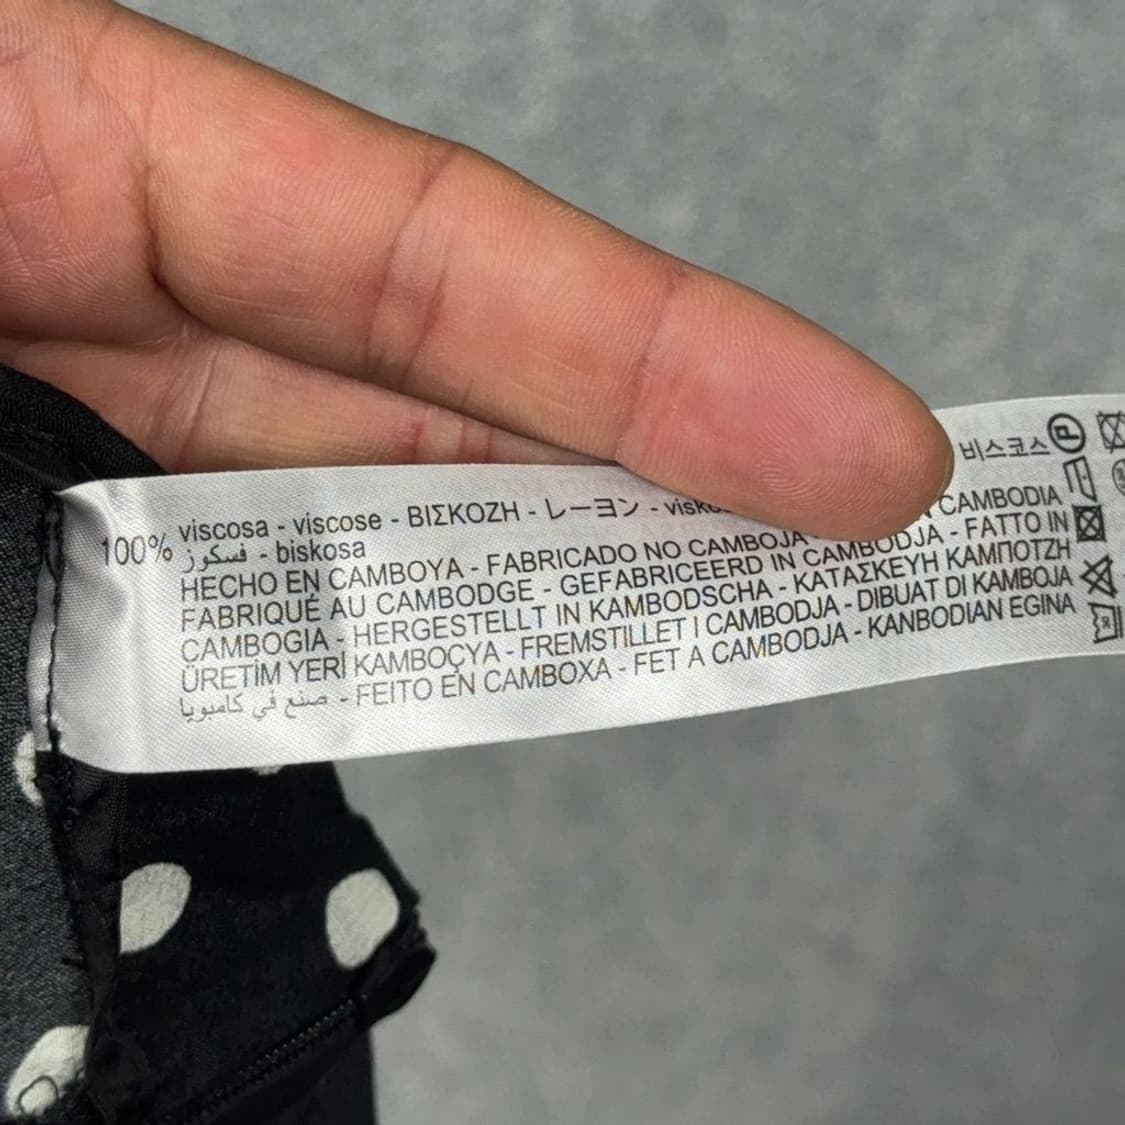 100% viscosa - viscose - ΒΙΣΚΟΖΗ - レーヨン - 비스코스
فسكوز - biskosa
HECHO EN CAMBOYA - FABRICADO NO CAMBOJA CAMBODIA
FABRIQUÉ AU CAMBODGE - GEFABRICEERD IN CAMBODJA - FATTO IN
CAMBOGIA - HERGESTELLT IN KAMBODSCHA - ΚΑΤΑΣΚΕΥΗ ΚΑΜΠΟΤΖΗ
ÜRETİM YERİ KAMBOÇYA - FREMSTILLET I CAMBODJA - DIBUAT DI KAMBOJA
صنع في كامبوبيا - FEITO EN CAMBOXA - FET A CAMBODJA - KANBODIAN EGINA